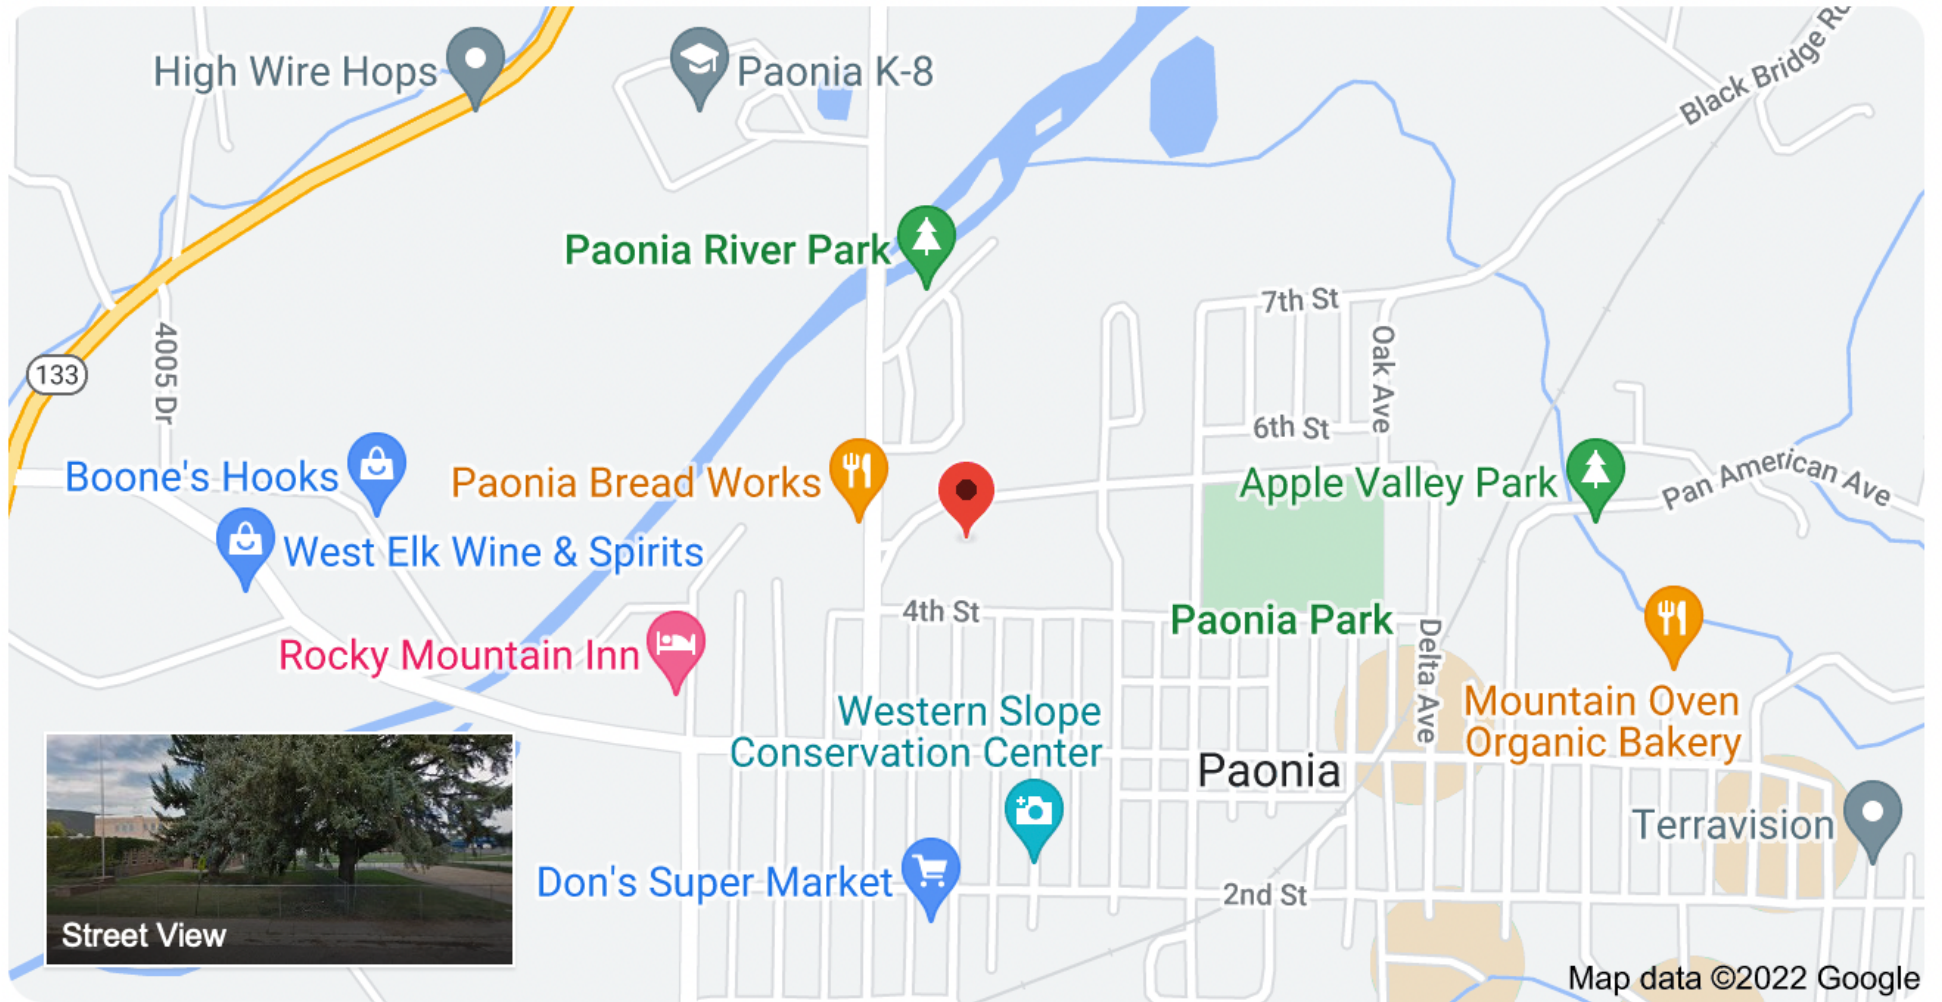 High Wire Hops
Paonia K-8
Black Bridge Rd
Paonia River Park
7th St
Oak Ave
4005 Dr
133
6th St
Boone's Hooks
Paonia Bread Works
Apple Valley Park
Pan American Ave
West Elk Wine & Spirits
4th St
Paonia Park
Delta Ave
Rocky Mountain Inn
Western Slope
Conservation Center
Mountain Oven
Organic Bakery
Paonia
Terravision
Don's Super Market
2nd St
Street View
Map data ©2022 Google